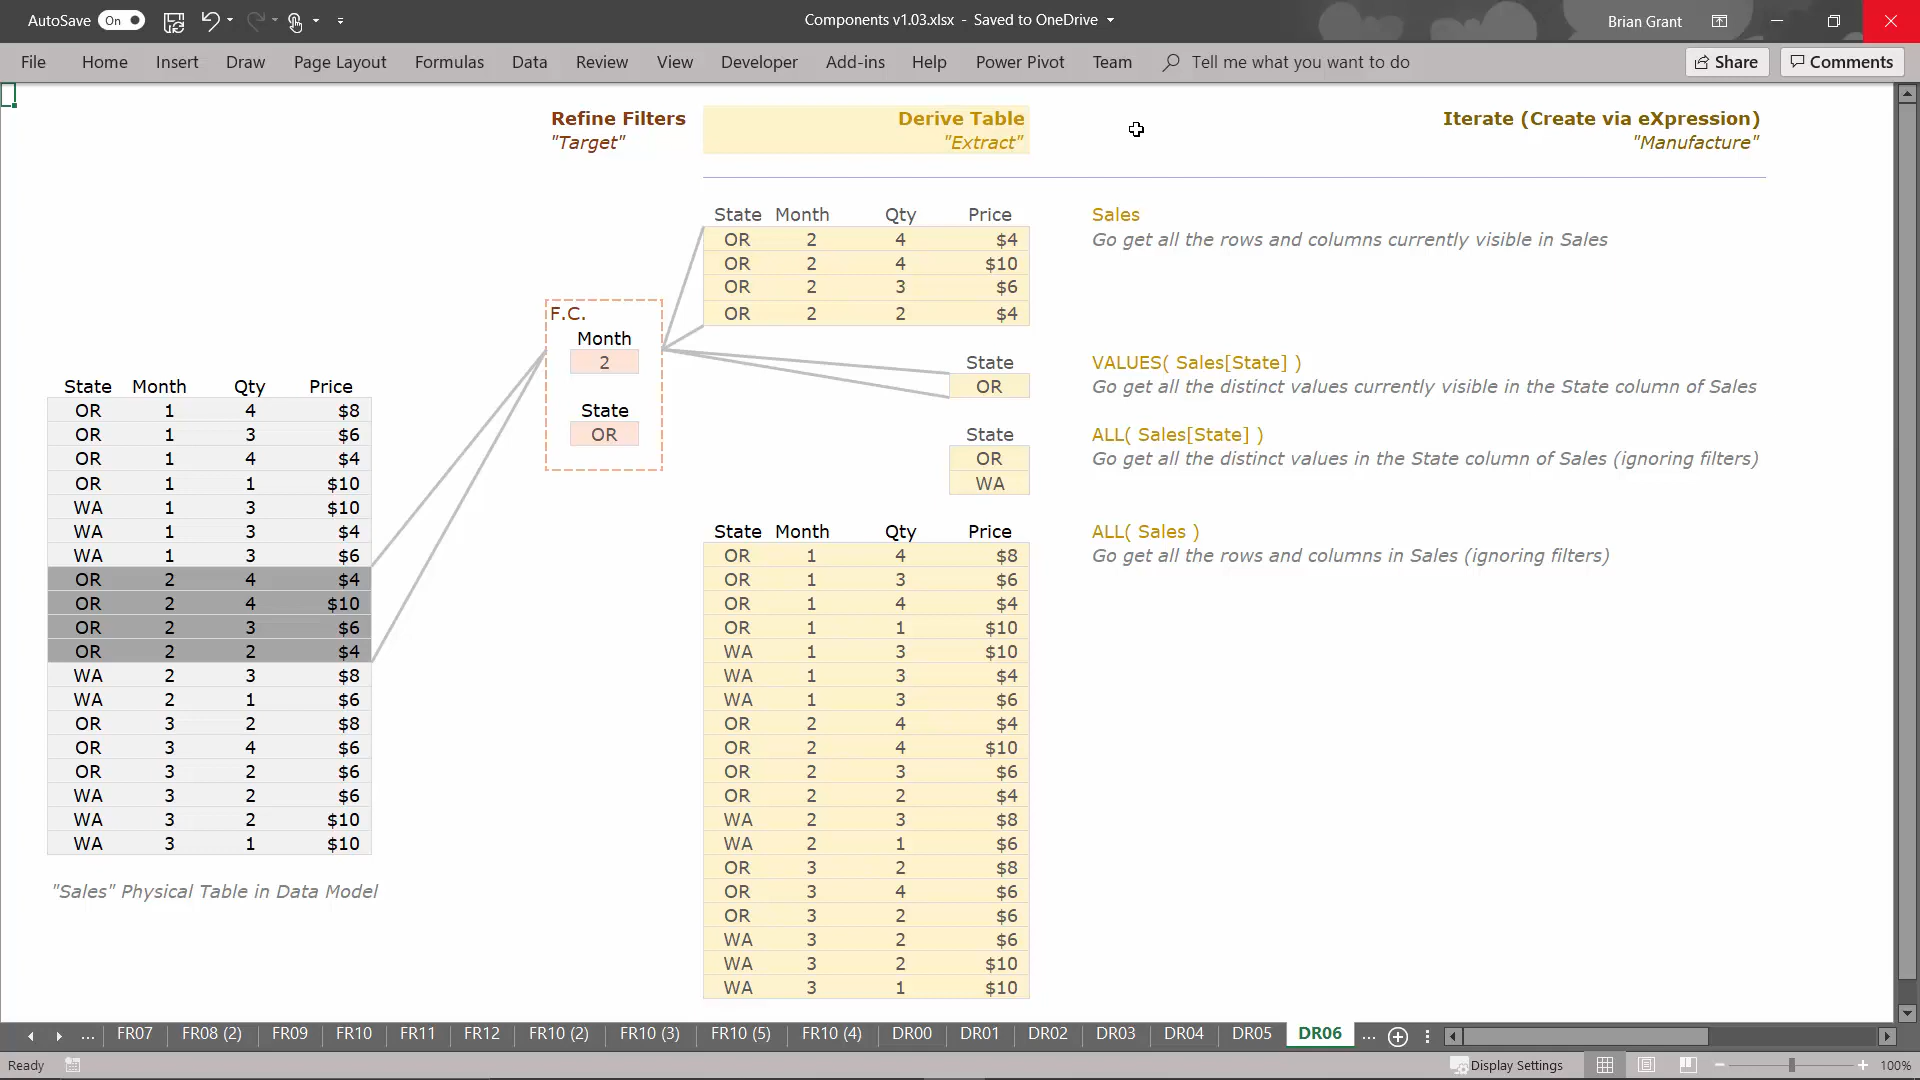 AutoSave On Components v1.03.xlsx - Saved to OneDrive Brian Grant
File Home Insert Draw Page Layout Formulas Data Review View Developer Add-ins Help Power Pivot Team Tell me what you want to do Share Comments
Refine Filters
"Target"
Derive Table
"Extract"
Iterate (Create via eXpression)
"Manufacture"
State Month Qty Price
OR 1 4 $8
OR 1 3 $6
OR 1 4 $4
OR 1 1 $10
WA 1 3 $10
WA 1 3 $4
WA 1 3 $6
OR 2 4 $4
OR 2 4 $10
OR 2 3 $6
OR 2 2 $4
WA 2 3 $8
WA 2 1 $6
OR 3 2 $8
OR 3 4 $6
OR 3 2 $6
WA 3 2 $6
WA 3 2 $10
WA 3 1 $10
"Sales" Physical Table in Data Model
F.C.
Month
2
State
OR
State Month Qty Price
OR 2 4 $4
OR 2 4 $10
OR 2 3 $6
OR 2 2 $4
Sales
Go get all the rows and columns currently visible in Sales
State
OR
VALUES( Sales[State] )
Go get all the distinct values currently visible in the State column of Sales
State
OR
WA
ALL( Sales[State] )
Go get all the distinct values in the State column of Sales (ignoring filters)
State Month Qty Price
OR 1 4 $8
OR 1 3 $6
OR 1 4 $4
OR 1 1 $10
WA 1 3 $10
WA 1 3 $4
WA 1 3 $6
OR 2 4 $4
OR 2 4 $10
OR 2 3 $6
OR 2 2 $4
WA 2 3 $8
WA 2 1 $6
OR 3 2 $8
OR 3 4 $6
OR 3 2 $6
WA 3 2 $6
WA 3 2 $10
WA 3 1 $10
ALL( Sales )
Go get all the rows and columns in Sales (ignoring filters)
... FR07 FR08 (2) FR09 FR10 FR11 FR12 FR10 (2) FR10 (3) FR10 (5) FR10 (4) DR00 DR01 DR02 DR03 DR04 DR05 DR06 ...
Ready Display Settings 100%